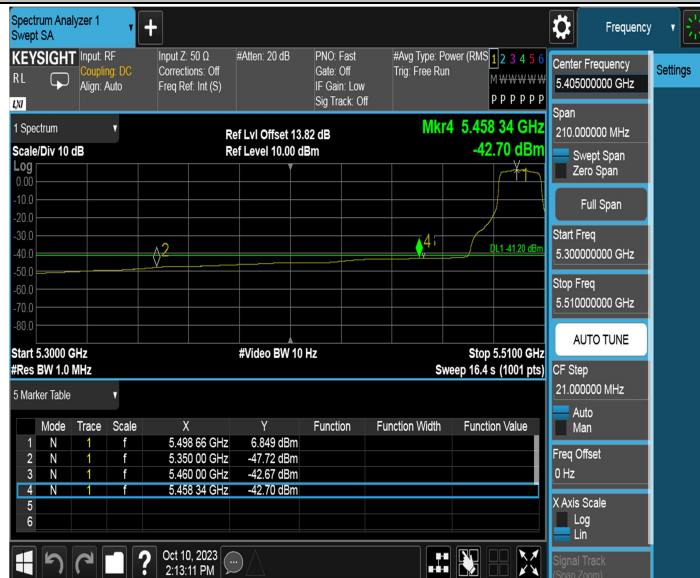 Spectrum Analyzer 1
Swept SA
Frequency
KEYSIGHT
RL
LXI
Input: RF
Coupling: DC
Align: Auto
Input Z: 50 Ω
Corrections: Off
Freq Ref: Int (S)
#Atten: 20 dB
PNO: Fast
Gate: Off
IF Gain: Low
Sig Track: Off
#Avg Type: Power (RMS
Trig: Free Run
1 2 3 4 5 6
M W W W W W
P P P P P P
1 Spectrum
Scale/Div 10 dB
Ref Lvl Offset 13.82 dB
Ref Level 10.00 dBm
Mkr4 5.458 34 GHz
-42.70 dBm
Log
0.00
-10.0
-20.0
-30.0
-40.0
-50.0
-60.0
-70.0
-80.0
1
2
4
DL1 -41.20 dBm
Start 5.3000 GHz
#Video BW 10 Hz
Stop 5.5100 GHz
#Res BW 1.0 MHz
Sweep 16.4 s (1001 pts)
5 Marker Table
Mode Trace Scale X Y Function Function Width Function Value
1 N 1 f 5.498 66 GHz 6.849 dBm
2 N 1 f 5.350 00 GHz -47.72 dBm
3 N 1 f 5.460 00 GHz -42.67 dBm
4 N 1 f 5.458 34 GHz -42.70 dBm
5
6
?
Oct 10, 2023
2:13:11 PM
Center Frequency
5.405000000 GHz
Settings
Span
210.000000 MHz
Swept Span
Zero Span
Full Span
Start Freq
5.300000000 GHz
Stop Freq
5.510000000 GHz
AUTO TUNE
CF Step
21.000000 MHz
Auto
Man
Freq Offset
0 Hz
X Axis Scale
Log
Lin
Signal Track
(Span Zoom)